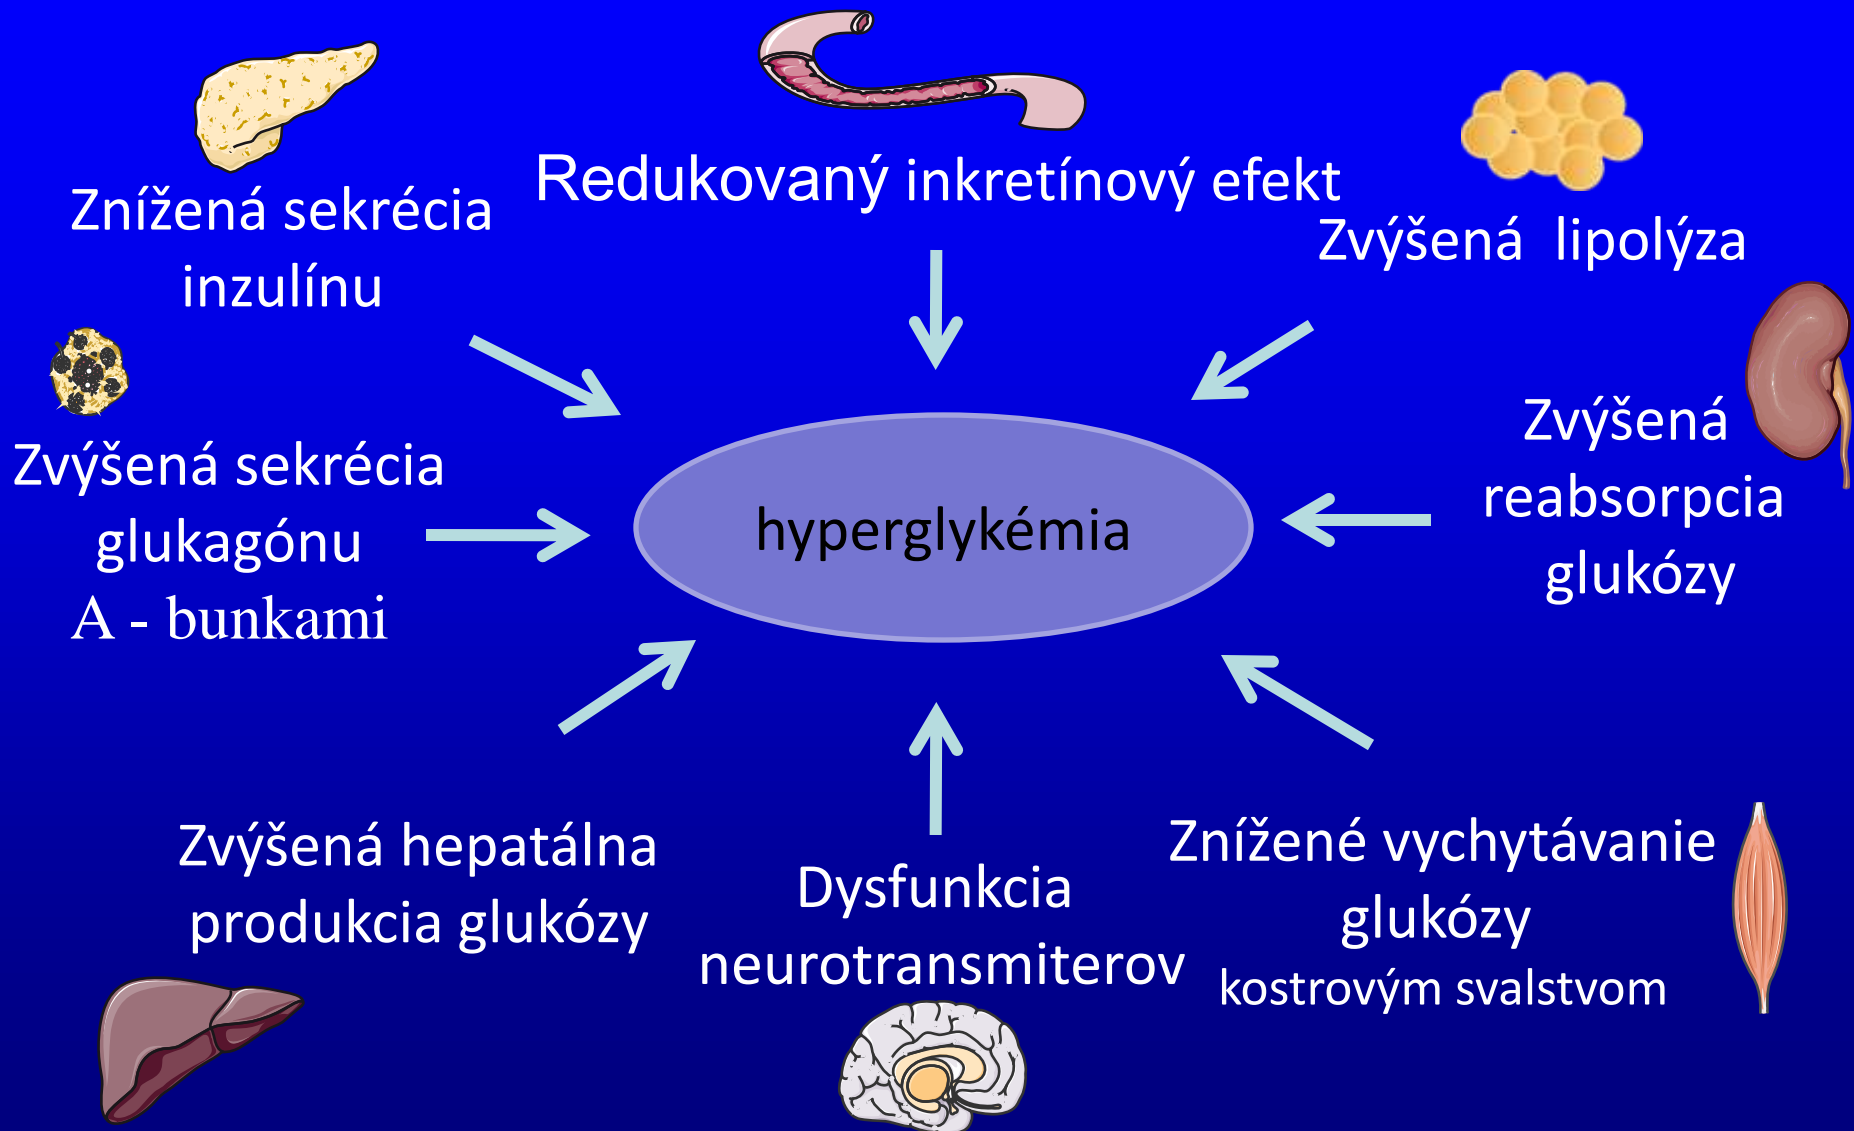 Redukovaný inkretínový efekt
Znížená sekrécia
inzulínu
Zvýšená  lipolýza
Zvýšená sekrécia
glukagónu
A - bunkami
hyperglykémia
Zvýšená
reabsorpcia
glukózy
Zvýšená hepatálna
produkcia glukózy
Dysfunkcia
neurotransmiterov
Znížené vychytávanie
glukózy
kostrovým svalstvom